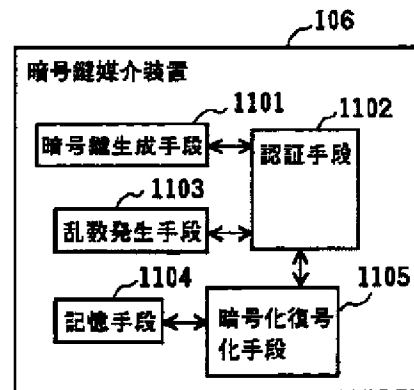 106
暗号鍵媒介装置
1101
暗号鍵生成手段
1102
認証手段
1103
乱数発生手段
1104
記憶手段
1105
暗号化復号
化手段